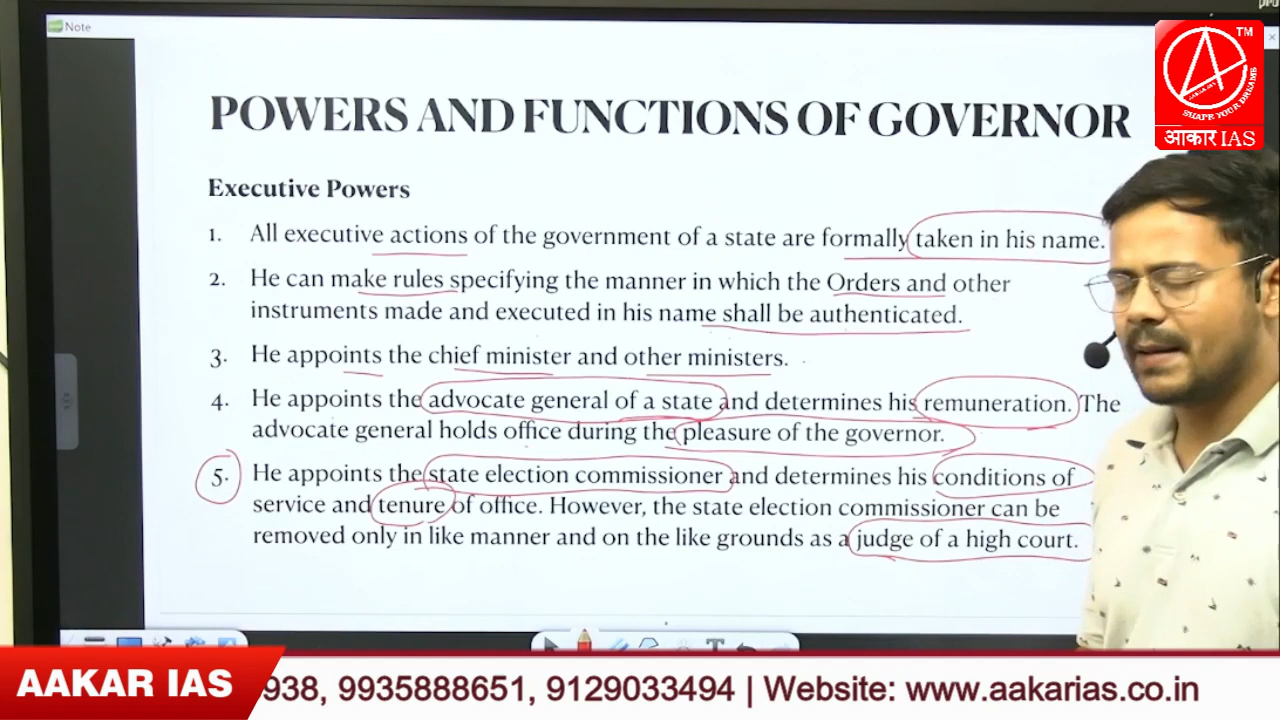 Note
TM
SHAPE YOUR DREAMS
आकार IAS
POWERS AND FUNCTIONS OF GOVERNOR
Executive Powers
1. All executive actions of the government of a state are formally taken in his name.
2. He can make rules specifying the manner in which the Orders and other
instruments made and executed in his name shall be authenticated.
3. He appoints the chief minister and other ministers.
4. He appoints the advocate general of a state and determines his remuneration. The
advocate general holds office during the pleasure of the governor.
5. He appoints the state election commissioner and determines his conditions of
service and tenure of office. However, the state election commissioner can be
removed only in like manner and on the like grounds as a judge of a high court.
AAKAR IAS
938, 9935888651, 9129033494 | Website: www.aakarias.co.in